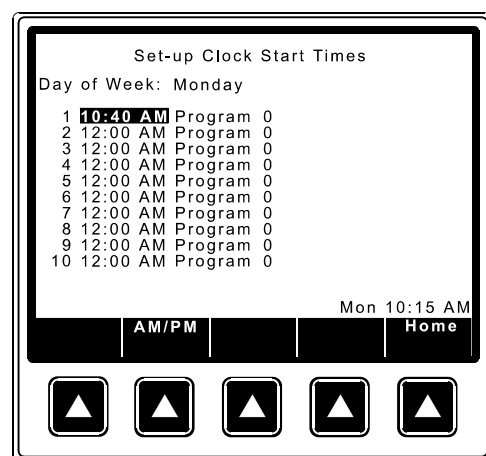 Set-up Clock Start Times
Day of Week: Monday
1 10:40 AM Program 0
2 12:00 AM Program 0
3 12:00 AM Program 0
4 12:00 AM Program 0
5 12:00 AM Program 0
6 12:00 AM Program 0
7 12:00 AM Program 0
8 12:00 AM Program 0
9 12:00 AM Program 0
10 12:00 AM Program 0
Mon 10:15 AM
AM/PM Home